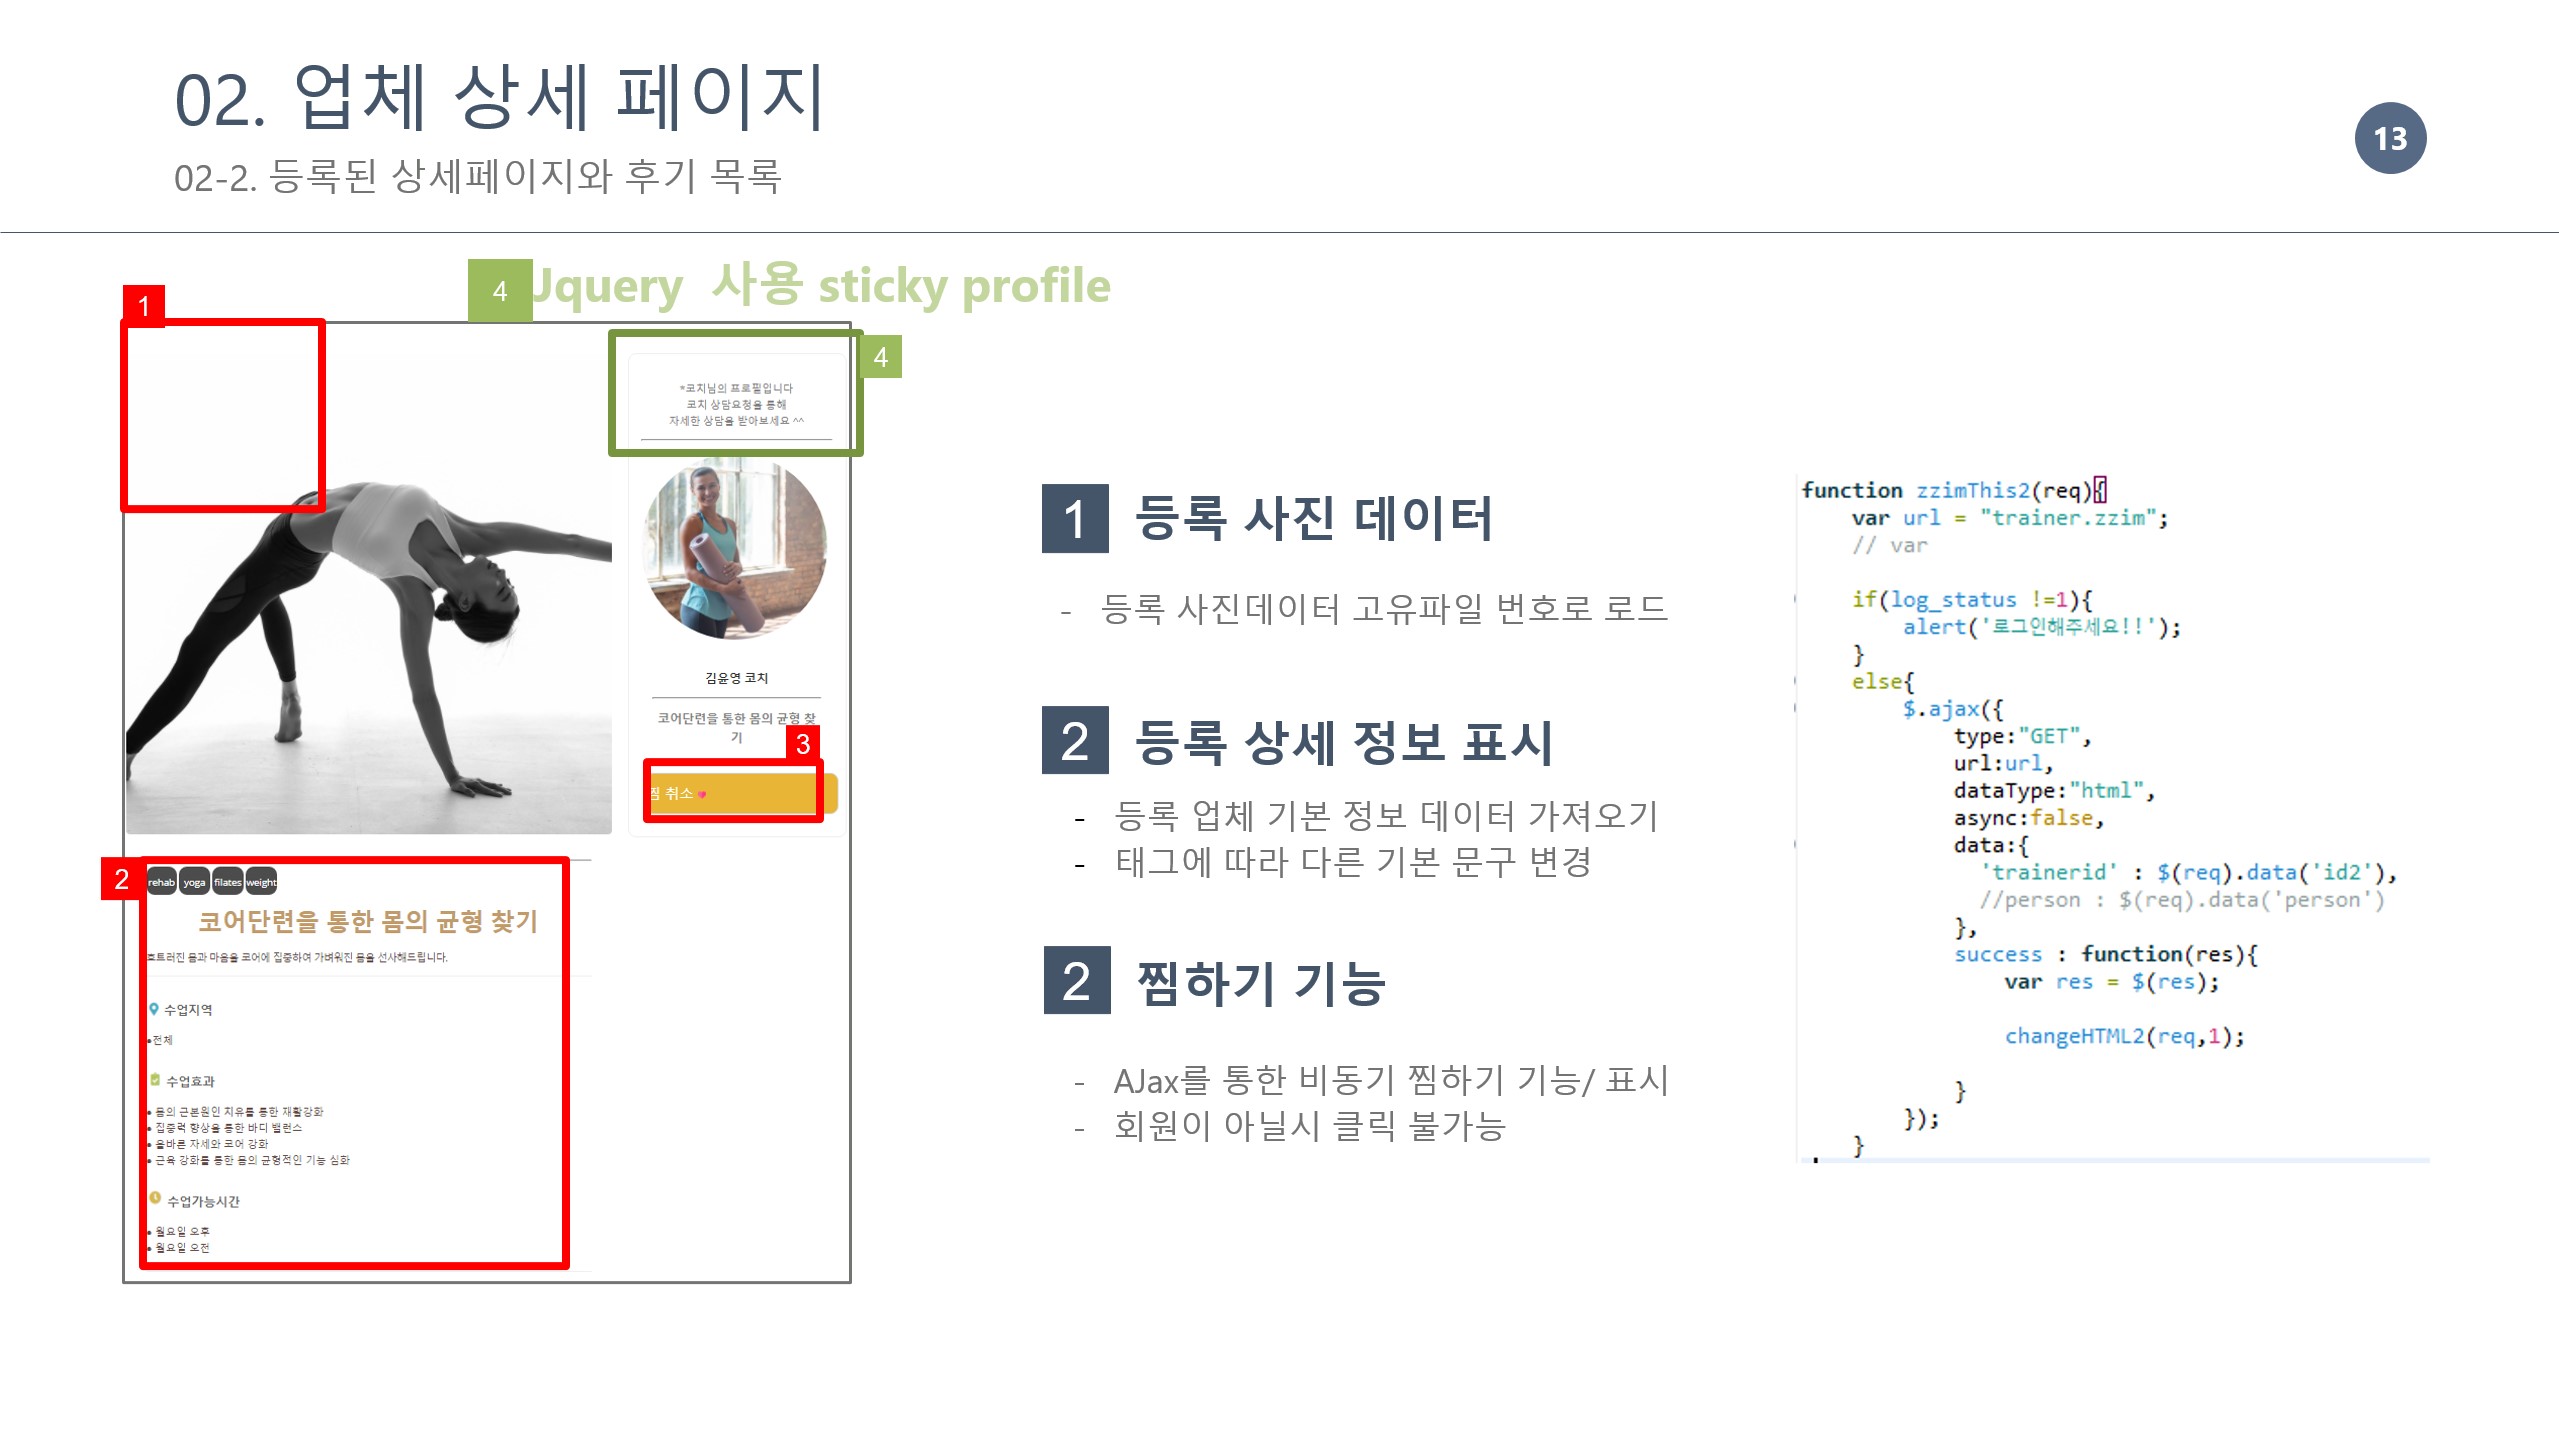 02. 업체 상세 페이지
02-2. 등록된 상세페이지와 후기 목록
13
4 Jquery 사용 sticky profile
1
4
*코치님의 프로필입니다
코치 상담요청을 통해
자세한 상담을 받아보세요 ^^
김윤영 코치
코어단련을 통한 몸의 균형 찾
기
3
찜 취소
2
rehab yoga filates weight
코어단련을 통한 몸의 균형 찾기
흐트러진 몸과 마음을 코어에 집중하여 가벼워진 몸을 선사해드립니다.
수업지역
•전체
수업효과
• 몸의 근본원인 치유를 통한 재활강화
• 집중력 향상을 통한 바디 밸런스
• 올바른 자세와 코어 강화
• 근육 강화를 통한 몸의 균형적인 기능 심화
수업가능시간
• 월요일 오후
• 월요일 오전
1 등록 사진 데이터
- 등록 사진데이터 고유파일 번호로 로드
2 등록 상세 정보 표시
- 등록 업체 기본 정보 데이터 가져오기
- 태그에 따라 다른 기본 문구 변경
2 찜하기 기능
- AJax를 통한 비동기 찜하기 기능/ 표시
- 회원이 아닐시 클릭 불가능
function zzimThis2(req){
var url = "trainer.zzim";
// var
if(log_status !=1){
alert('로그인해주세요!!');
}
else{
$.ajax({
type:"GET",
url:url,
dataType:"html",
async:false,
data:{
'trainerid' : $(req).data('id2'),
//person : $(req).data('person')
},
success : function(res){
var res = $(res);
changeHTML2(req,1);
}
});
}